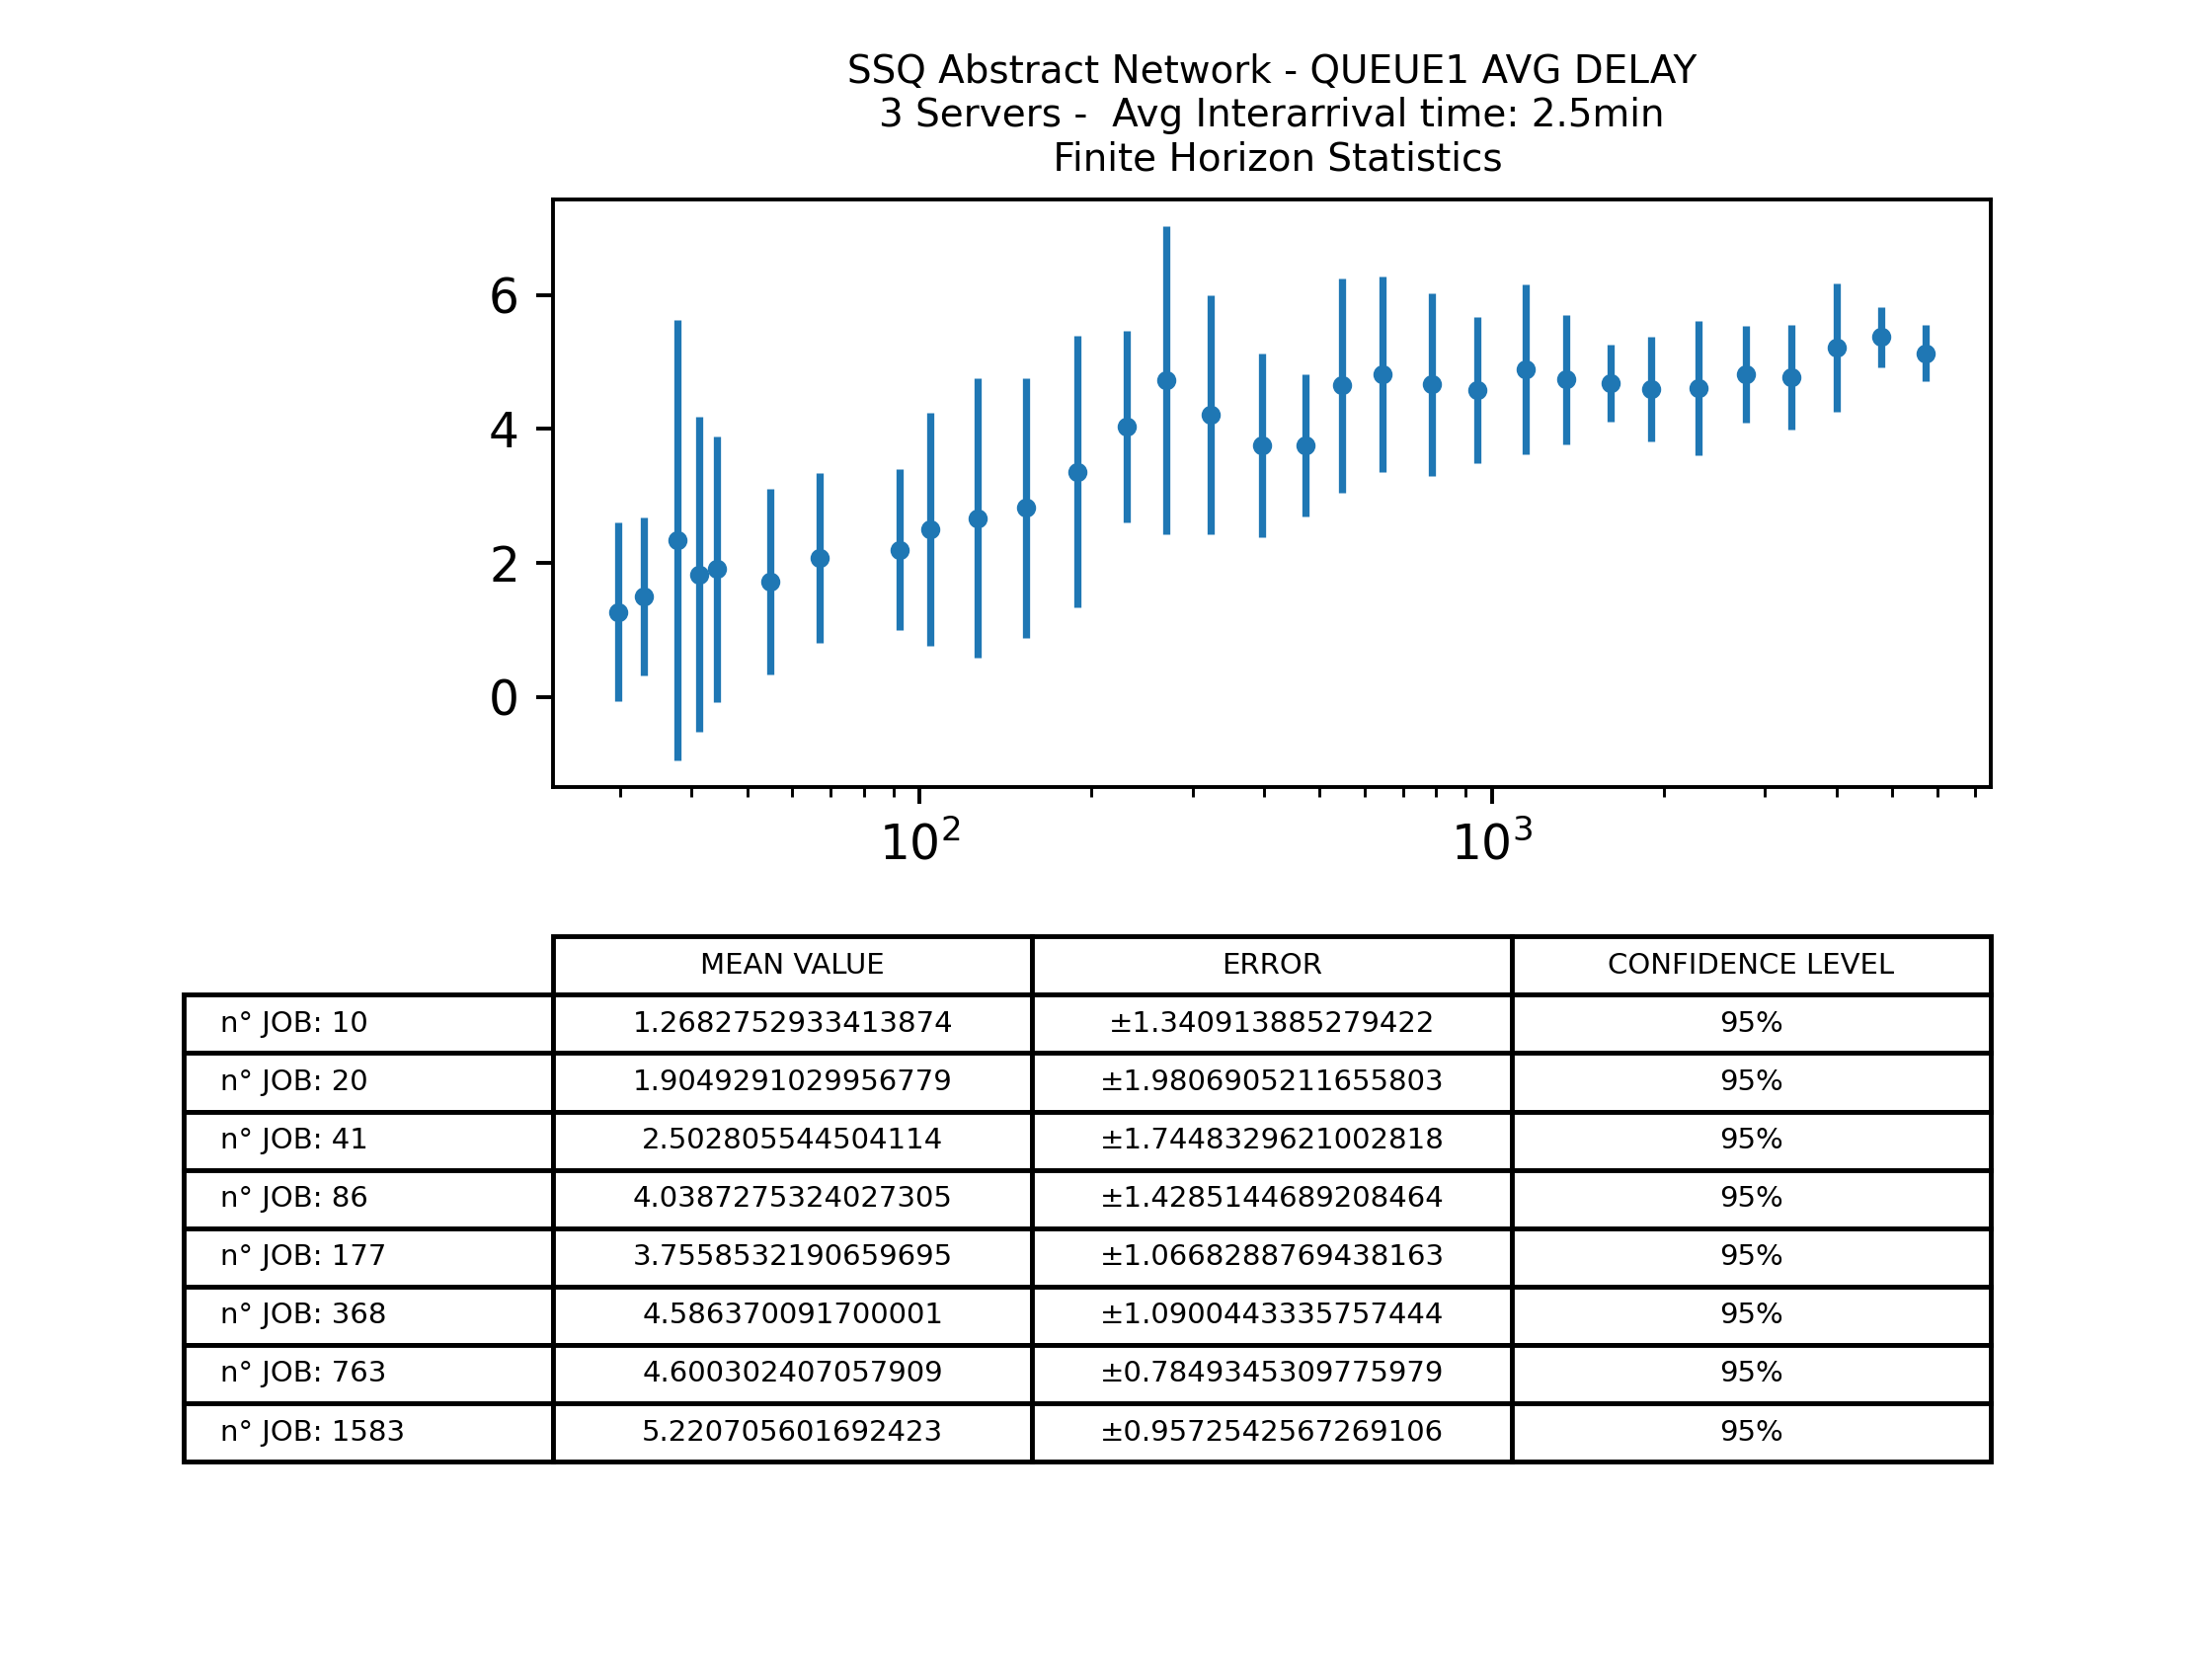 SSQ Abstract Network - QUEUE1 AVG DELAY
3 Servers -  Avg Interarrival time: 2.5min
Finite Horizon Statistics
6
4
2
0
10² 10³
MEAN VALUE ERROR CONFIDENCE LEVEL
n° JOB: 10 1.2682752933413874 ±1.340913885279422 95%
n° JOB: 20 1.9049291029956779 ±1.9806905211655803 95%
n° JOB: 41 2.502805544504114 ±1.7448329621002818 95%
n° JOB: 86 4.0387275324027305 ±1.4285144689208464 95%
n° JOB: 177 3.7558532190659695 ±1.0668288769438163 95%
n° JOB: 368 4.586370091700001 ±1.0900443335757444 95%
n° JOB: 763 4.600302407057909 ±0.7849345309775979 95%
n° JOB: 1583 5.220705601692423 ±0.9572542567269106 95%